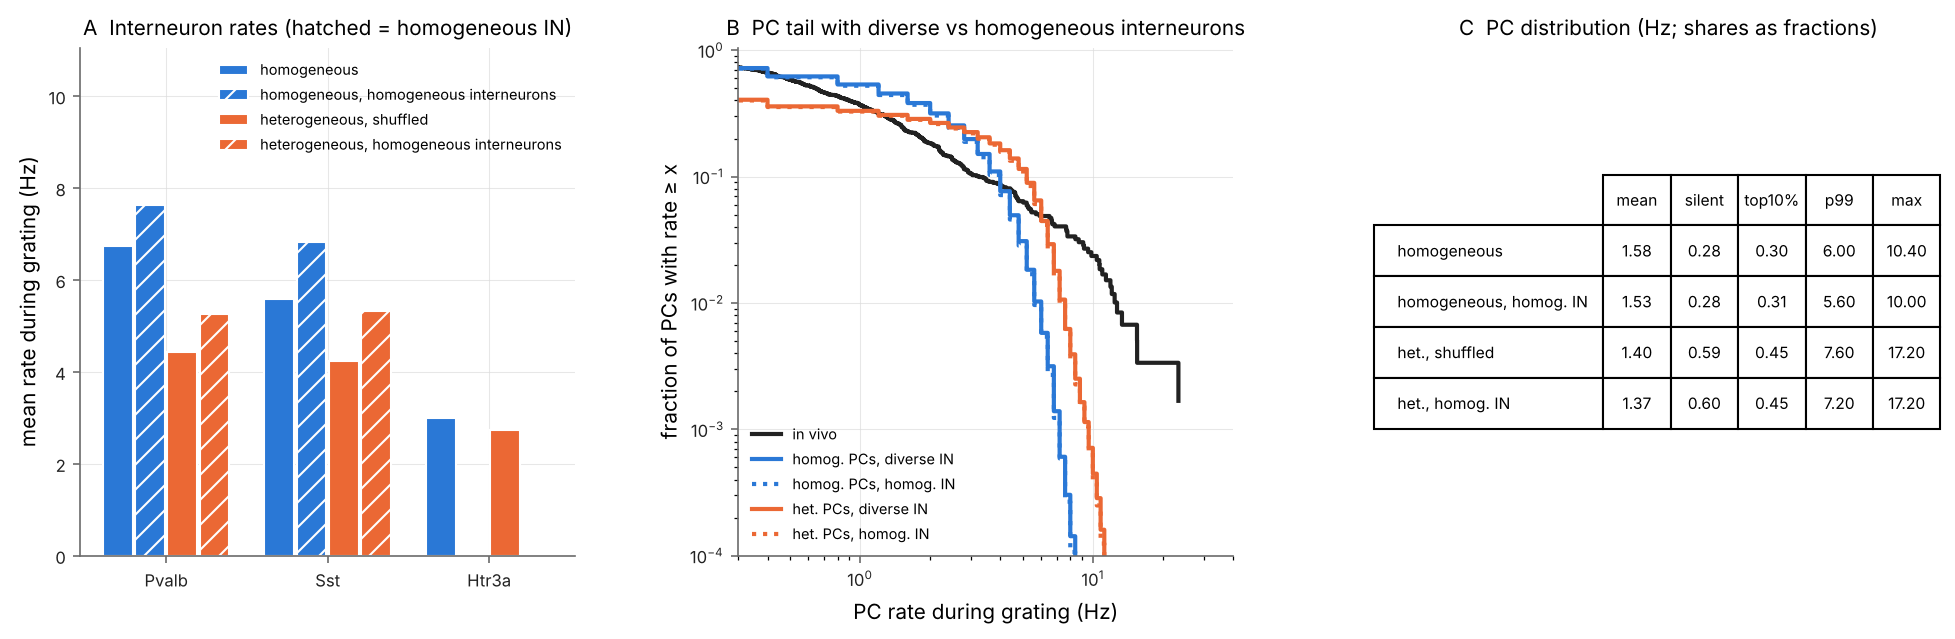 A  Interneuron rates (hatched = homogeneous IN)
mean rate during grating (Hz)
10
8
6
4
2
0
homogeneous
homogeneous, homogeneous interneurons
heterogeneous, shuffled
heterogeneous, homogeneous interneurons
Pvalb
Sst
Htr3a
B  PC tail with diverse vs homogeneous interneurons
fraction of PCs with rate ≥ x
10⁰
10⁻¹
10⁻²
10⁻³
10⁻⁴
in vivo
homog. PCs, diverse IN
homog. PCs, homog. IN
het. PCs, diverse IN
het. PCs, homog. IN
10⁰
10¹
PC rate during grating (Hz)
C  PC distribution (Hz; shares as fractions)
mean silent top10% p99 max
homogeneous 1.58 0.28 0.30 6.00 10.40
homogeneous, homog. IN 1.53 0.28 0.31 5.60 10.00
het., shuffled 1.40 0.59 0.45 7.60 17.20
het., homog. IN 1.37 0.60 0.45 7.20 17.20